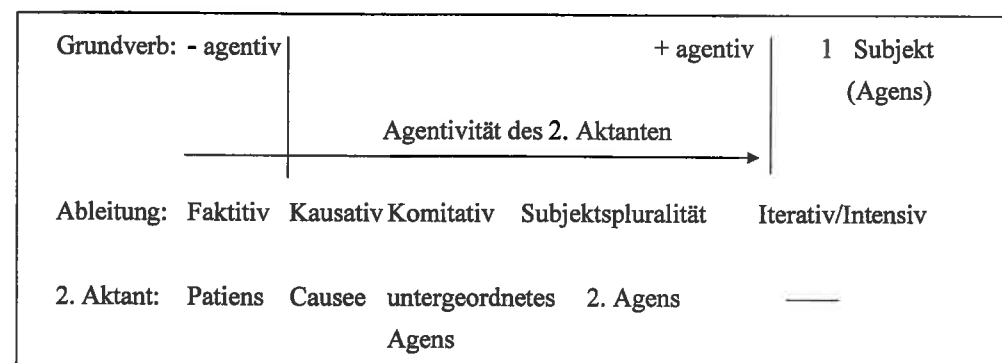 Grundverb: - agentiv + agentiv 1 Subjekt
(Agens)
Agentivität des 2. Aktanten
Ableitung: Faktitiv Kausativ Komitativ Subjektspluralität Iterativ/Intensiv
2. Aktant: Patiens Causee untergeordnetes 2. Agens —
Agens